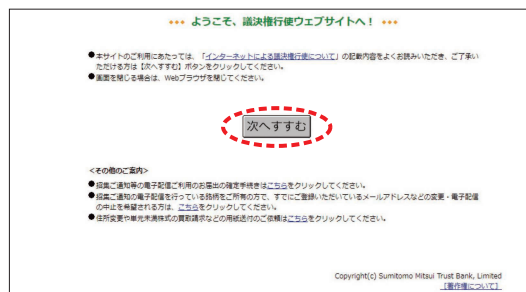 ••• ようこそ、議決権行使ウェブサイトへ！ •••
●本サイトのご利用にあたっては、「インターネットによる議決権行使について」の記載内容をよくお読みいただき、ご了承い
ただける方は【次へすすむ】ボタンをクリックしてください。
●画面を閉じる場合は、Webブラウザを閉じてください。
次へすすむ
<その他のご案内>
●招集ご通知等の電子配信ご利用のお届出の確定手続きはこちらをクリックしてください。
●招集ご通知の電子配信を行っている銘柄をご所有の方で、すでにご登録いただいているメールアドレスなどの変更・電子配信
の中止を希望される方は、こちらをクリックしてください。
●住所変更や単元未満株式の買取請求などの用紙送付のご依頼はこちらをクリックしてください。
Copyright(c) Sumitomo Mitsui Trust Bank, Limited
［著作権について］